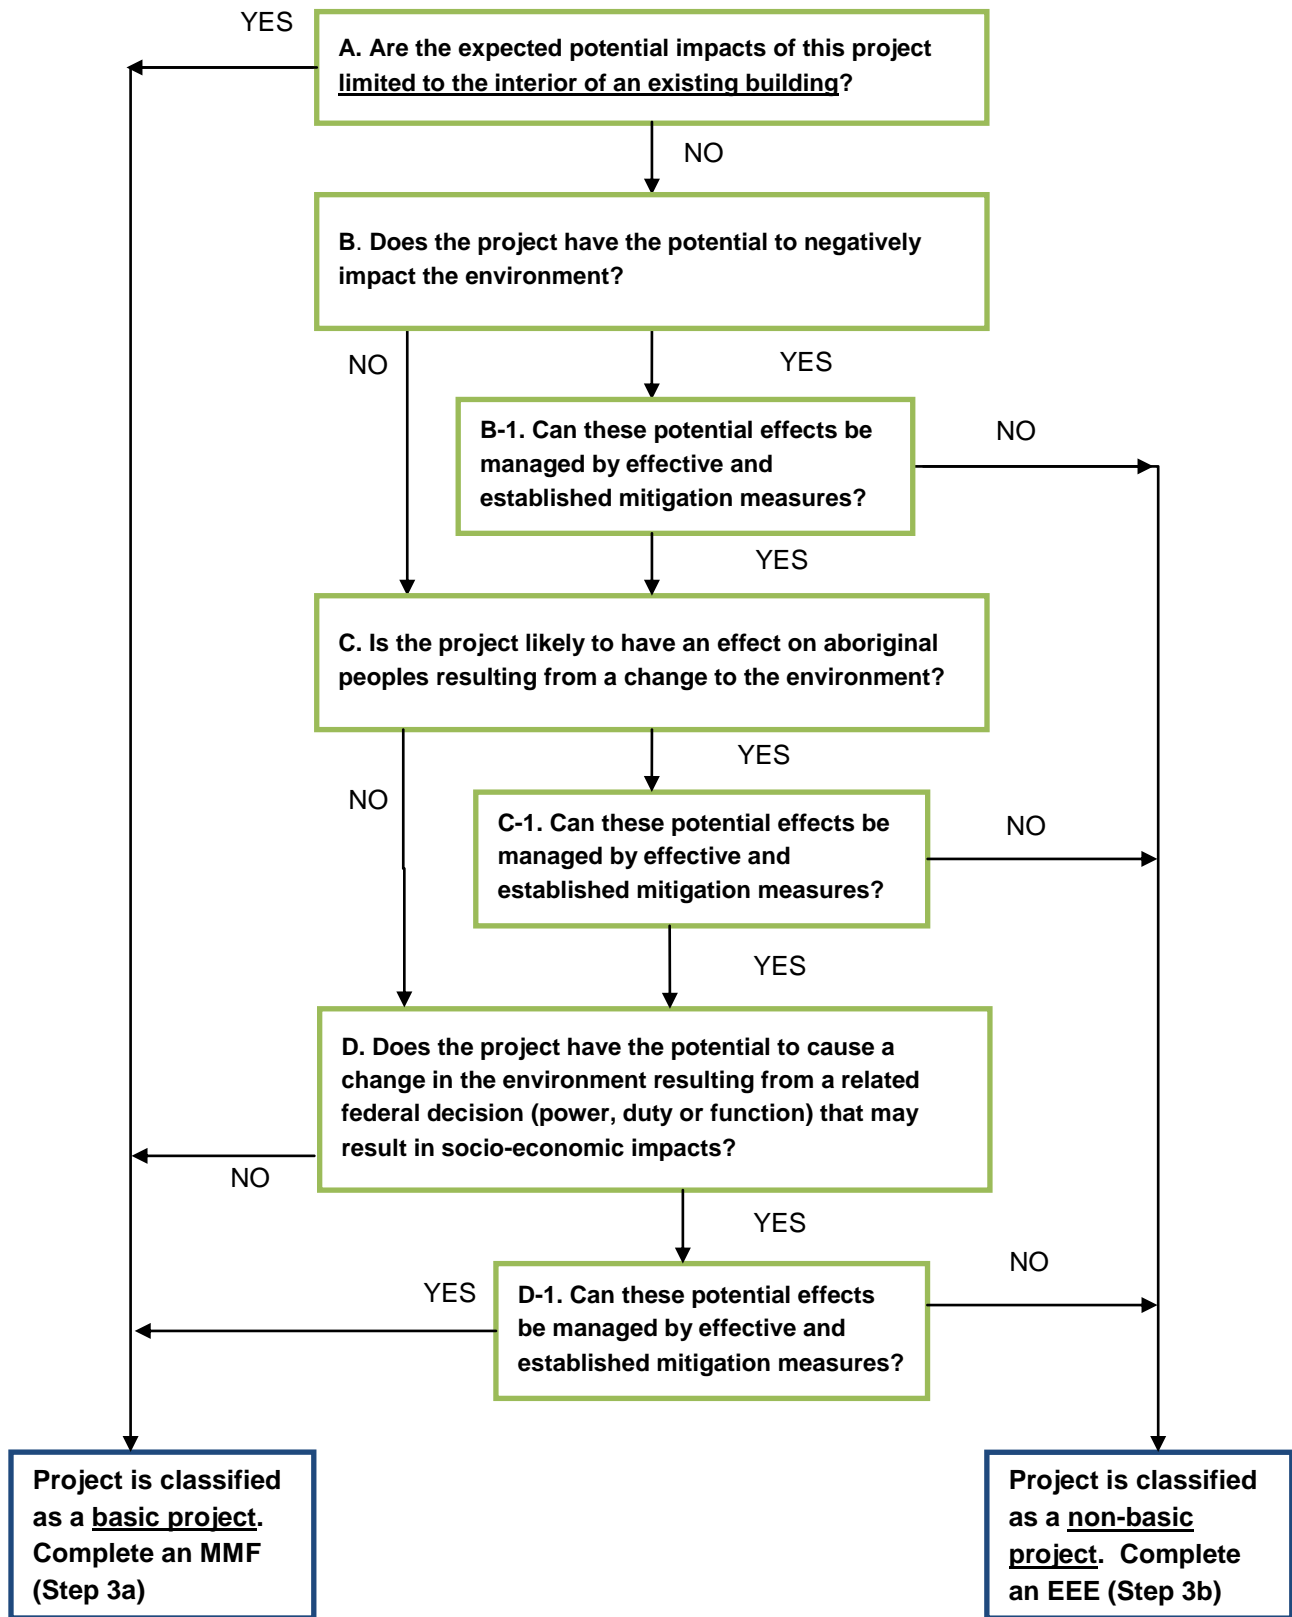 YES
A. Are the expected potential impacts of this project
limited to the interior of an existing building?
NO
B. Does the project have the potential to negatively
impact the environment?
NO
YES
B-1. Can these potential effects be
managed by effective and
established mitigation measures?
NO
YES
C. Is the project likely to have an effect on aboriginal
peoples resulting from a change to the environment?
NO
YES
C-1. Can these potential effects be
managed by effective and
established mitigation measures?
NO
YES
D. Does the project have the potential to cause a
change in the environment resulting from a related
federal decision (power, duty or function) that may
result in socio-economic impacts?
NO
YES
YES
D-1. Can these potential effects
be managed by effective and
established mitigation measures?
NO
Project is classified
as a basic project.
Complete an MMF
(Step 3a)
Project is classified
as a non-basic
project.  Complete
an EEE (Step 3b)